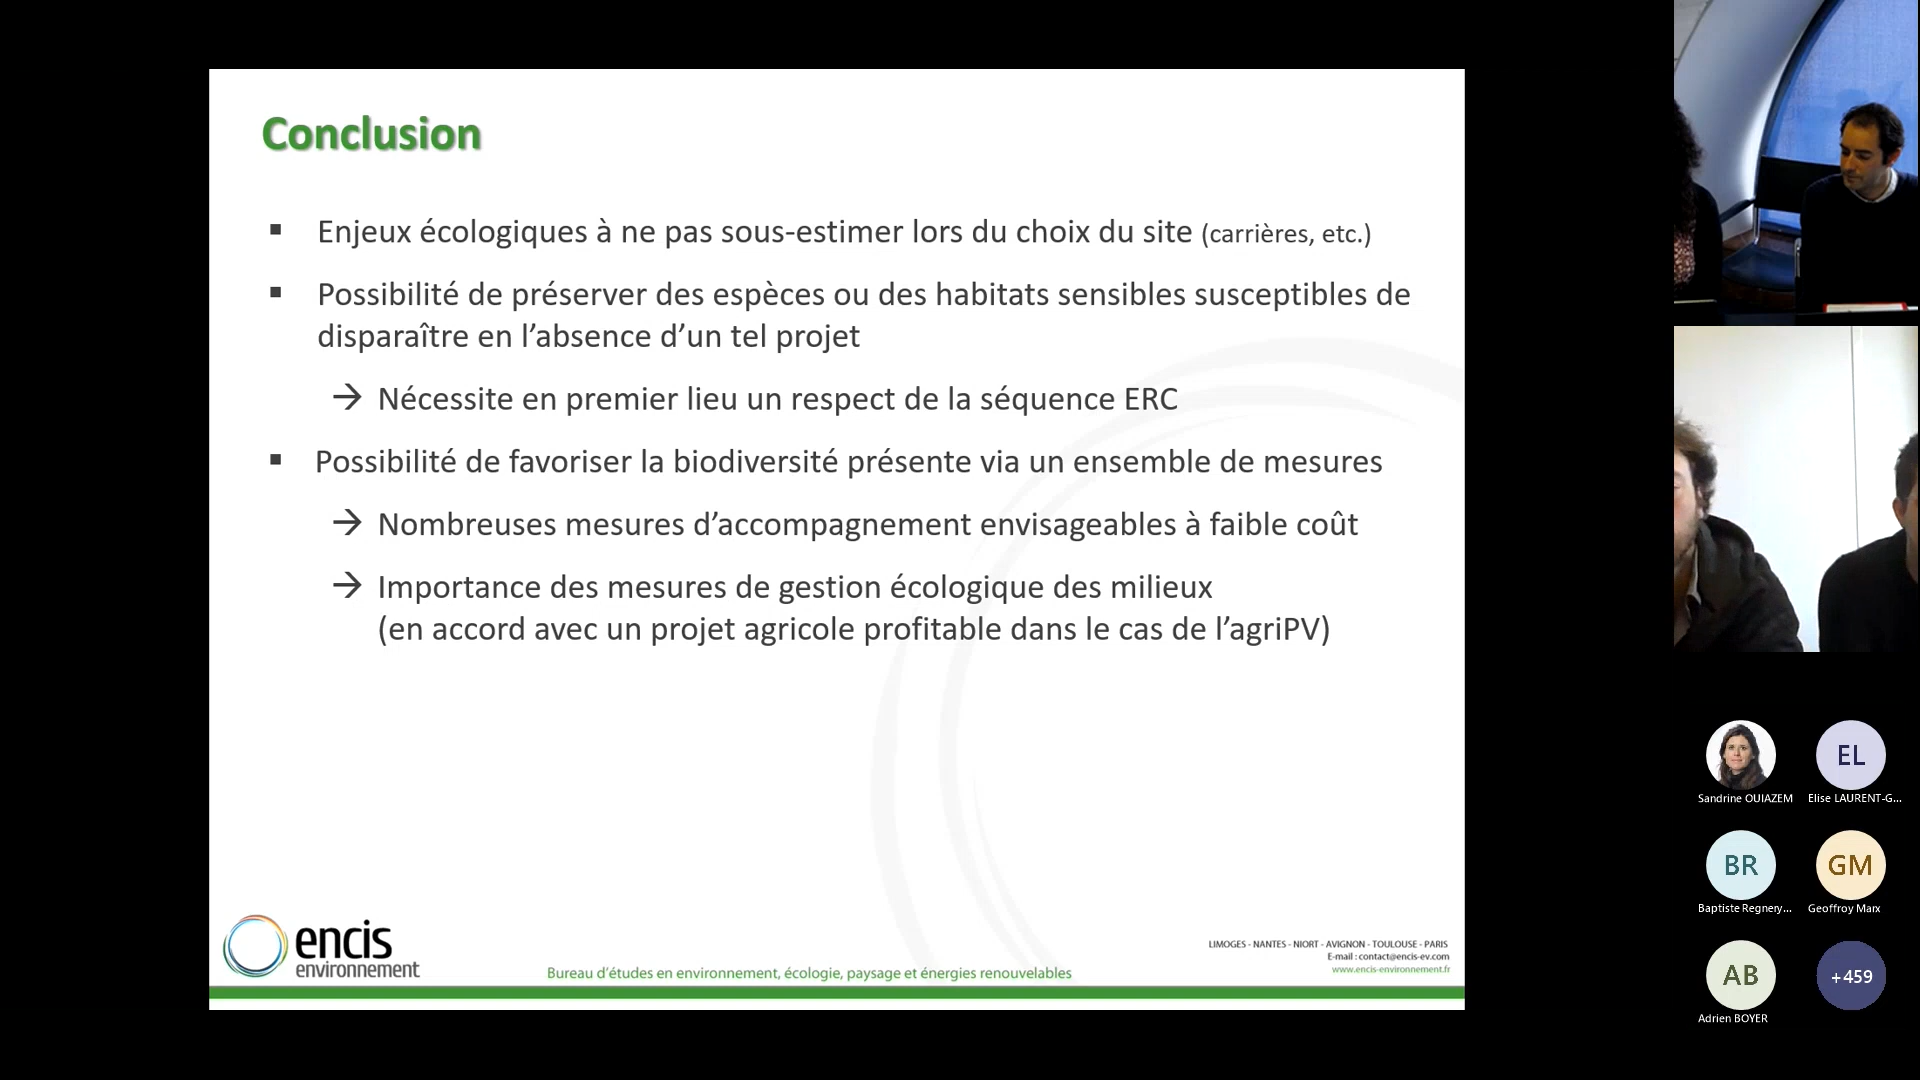 Conclusion
▪ Enjeux écologiques à ne pas sous-estimer lors du choix du site (carrières, etc.)
▪ Possibilité de préserver des espèces ou des habitats sensibles susceptibles de
disparaître en l’absence d’un tel projet
→ Nécessite en premier lieu un respect de la séquence ERC
▪ Possibilité de favoriser la biodiversité présente via un ensemble de mesures
→ Nombreuses mesures d’accompagnement envisageables à faible coût
→ Importance des mesures de gestion écologique des milieux
(en accord avec un projet agricole profitable dans le cas de l’agriPV)
encis
environnement
Bureau d’études en environnement, écologie, paysage et énergies renouvelables
LIMOGES - NANTES - NIORT - AVIGNON - TOULOUSE - PARIS
E-mail : contact@encis-ev.com
www.encis-environnement.fr
Sandrine OUIAZEM
EL
Elise LAURENT-G...
BR
Baptiste Regnery...
GM
Geoffroy Marx
AB
Adrien BOYER
+459